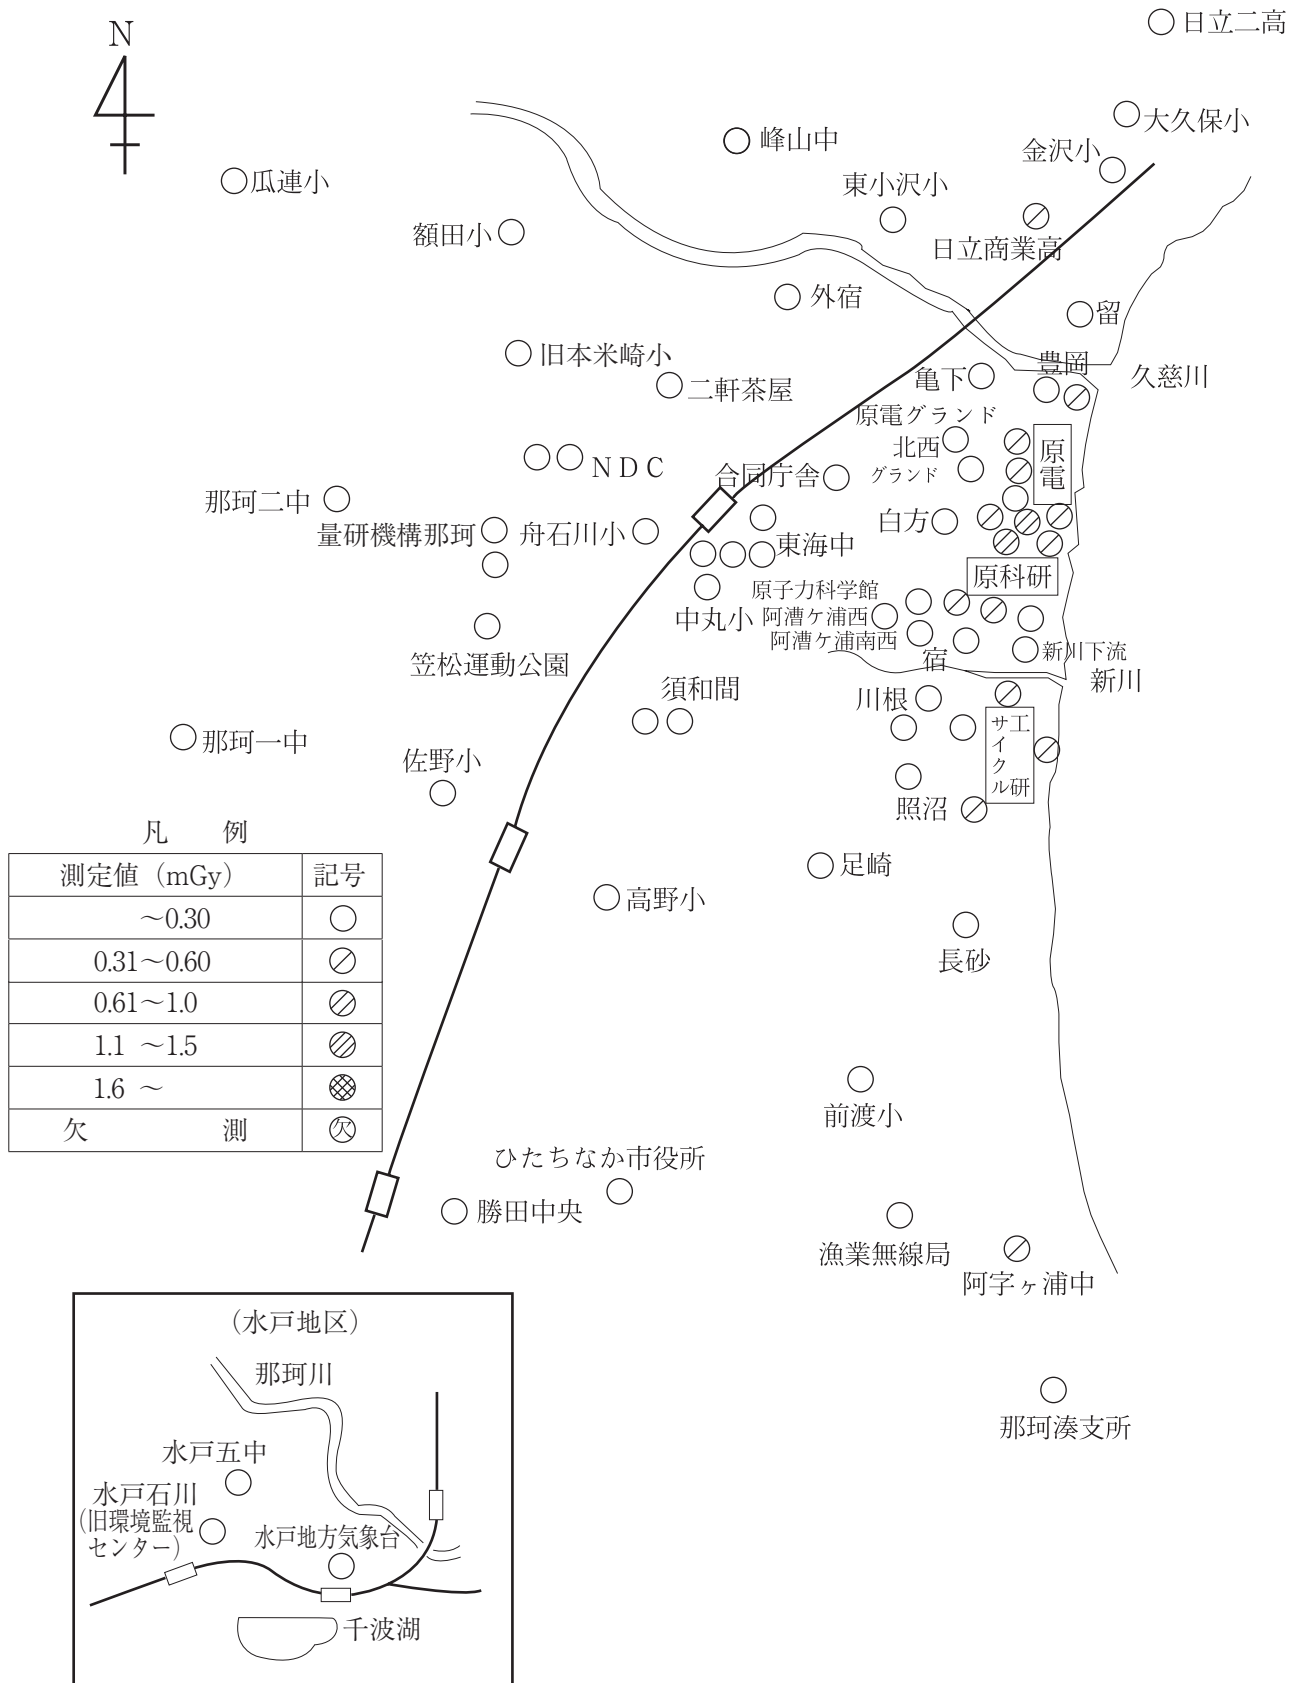 N
日立二高
大久保小
峰山中
金沢小
瓜連小
東小沢小
額田小
日立商業高
外宿
留
旧本米崎小
豊岡
亀下
久慈川
二軒茶屋
原電グランド
北西
原電
グランド
NDC
合同庁舎
那珂二中
白方
量研機構那珂
舟石川小
東海中
原科研
原子力科学館
中丸小
阿漕ケ浦西
阿漕ケ浦南西
笠松運動公園
宿
新川下流
新川
須和間
川根
サイクル工研
那珂一中
佐野小
照沼
足崎
高野小
長砂
凡 例
測定値（mGy） 記号
～0.30
0.31～0.60
0.61～1.0
1.1 ～1.5
1.6 ～
欠 測 欠
前渡小
ひたちなか市役所
勝田中央
漁業無線局
阿字ヶ浦中
那珂湊支所
（水戸地区）
那珂川
水戸五中
水戸石川
（旧環境監視
センター）
水戸地方気象台
千波湖